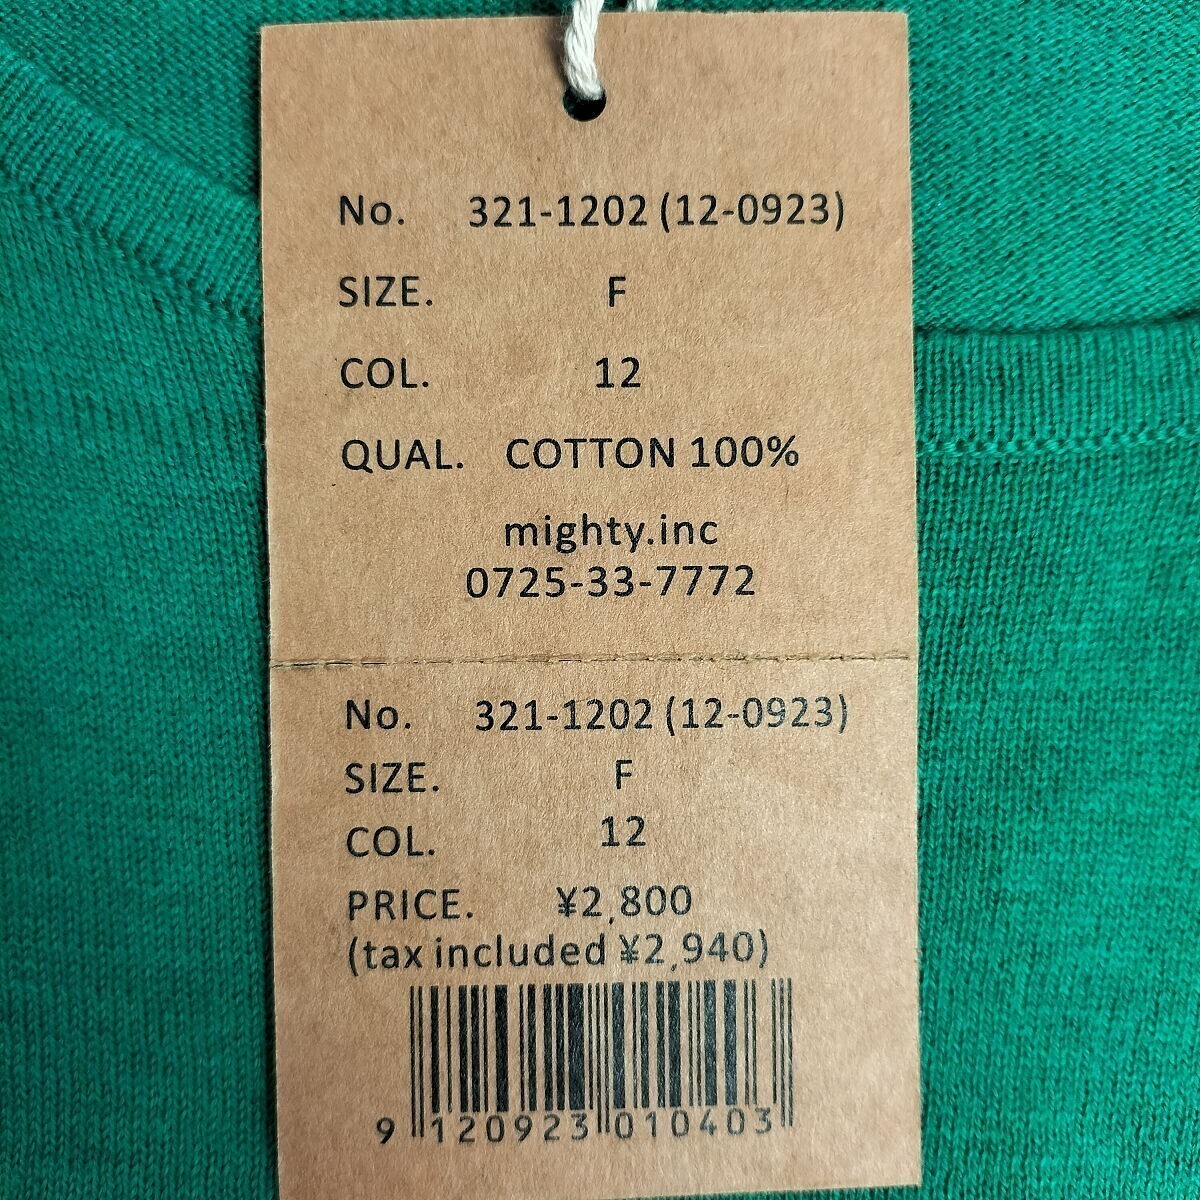 No. 321-1202 (12-0923)
SIZE. F
COL. 12
QUAL. COTTON 100%
mighty.inc
0725-33-7772
No. 321-1202 (12-0923)
SIZE. F
COL. 12
PRICE. ¥2,800
(tax included ¥2,940)
9 120923 010403